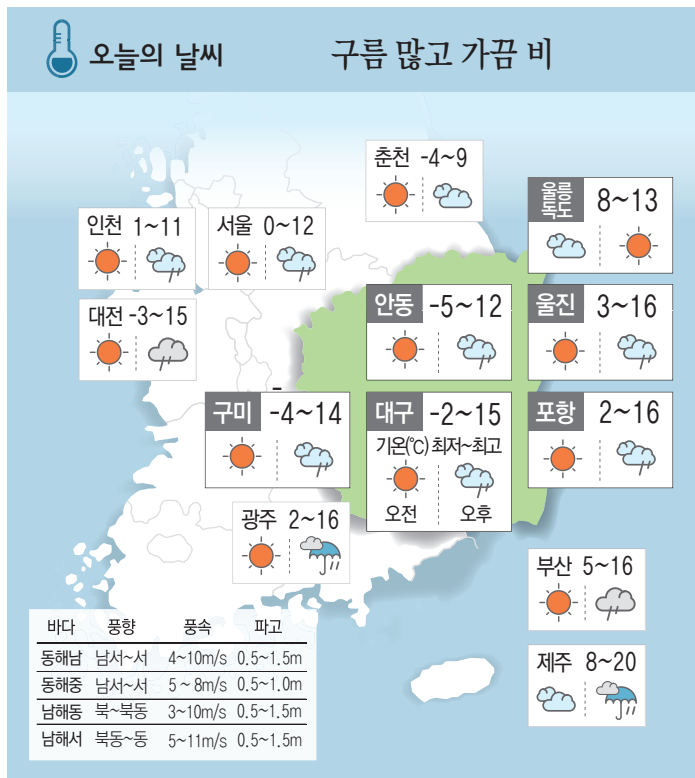 오늘의 날씨
구름 많고 가끔 비
춘천 -4~9
울릉
독도
8~13
인천 1~11
서울 0~12
안동 -5~12
울진 3~16
대전 -3~15
구미 -4~14
대구 -2~15
기온(℃) 최저~최고
오전 오후
포항 2~16
광주 2~16
부산 5~16
제주 8~20
바다 풍향 풍속 파고
동해남 남서~서 4~10m/s 0.5~1.5m
동해중 남서~서 5~8m/s 0.5~1.0m
남해동 북~북동 3~10m/s 0.5~1.5m
남해서 북동~동 5~11m/s 0.5~1.5m